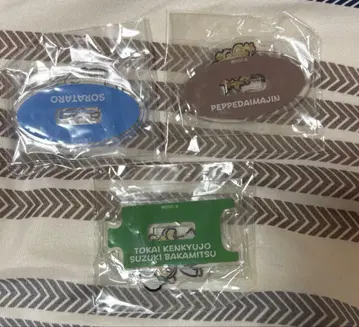 SORATARO
PEPPEDAIMAJIN
TOKAI KENKYUJO
SUZUKI BAKAMITSU